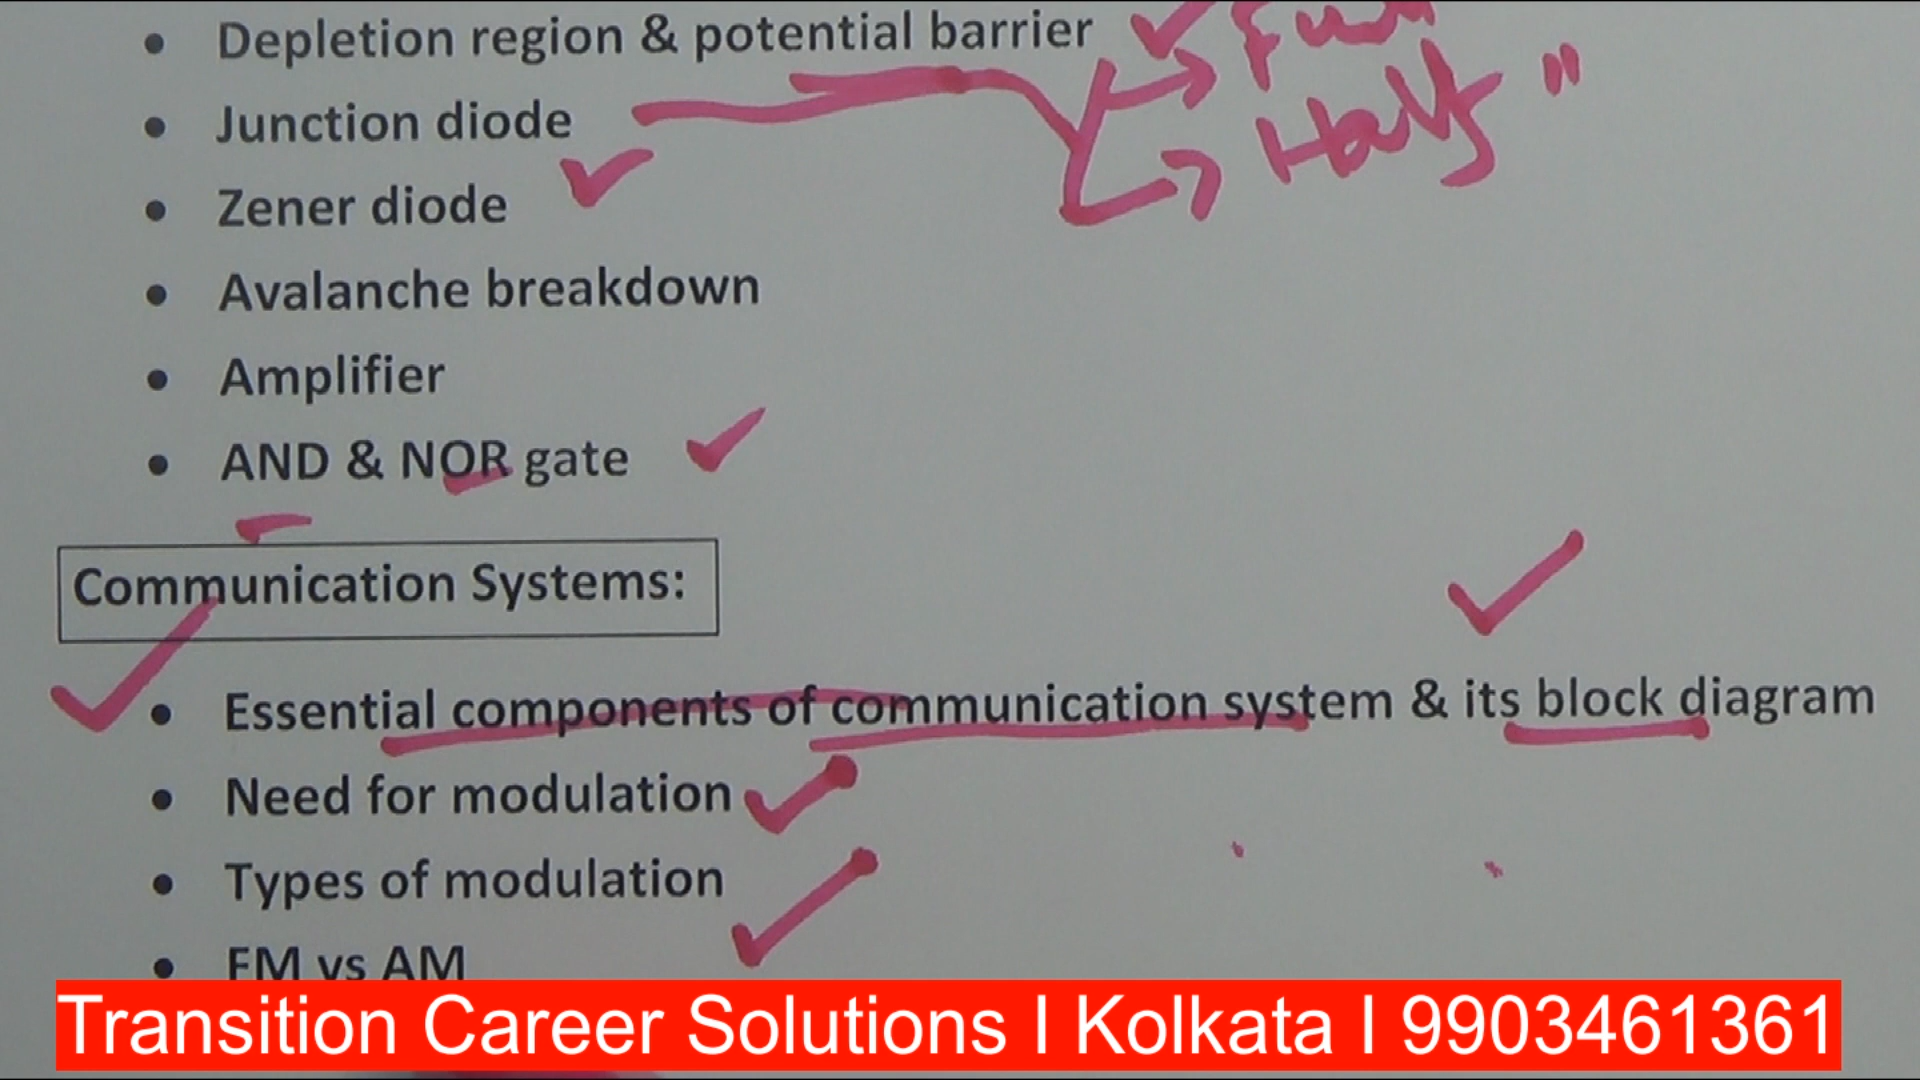 • Depletion region & potential barrier
• Junction diode
Half "
• Zener diode
• Avalanche breakdown
• Amplifier
• AND & NOR gate
Communication Systems:
• Essential components of communication system & its block diagram
• Need for modulation
• Types of modulation
• FM vs AM
Transition Career Solutions I Kolkata I 9903461361